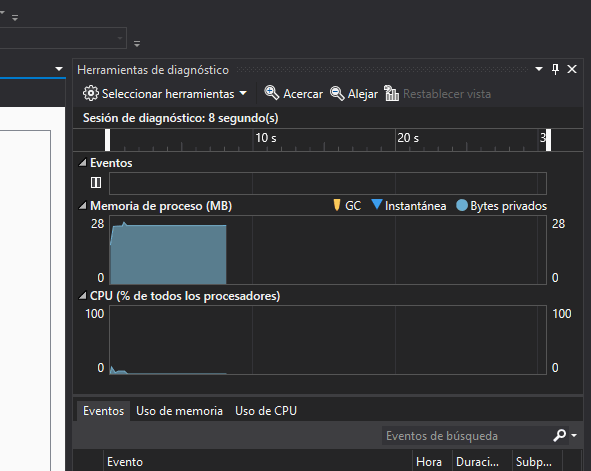 Herramientas de diagnóstico
Seleccionar herramientas Acercar Alejar Restablecer vista
Sesión de diagnóstico: 8 segundo(s)
10 s 20 s 3
Eventos
Memoria de proceso (MB) GC Instantánea Bytes privados
28 28
0 0
CPU (% de todos los procesadores)
100 100
0 0
Eventos Uso de memoria Uso de CPU
Eventos de búsqueda
Evento Hora Duraci... Subp...